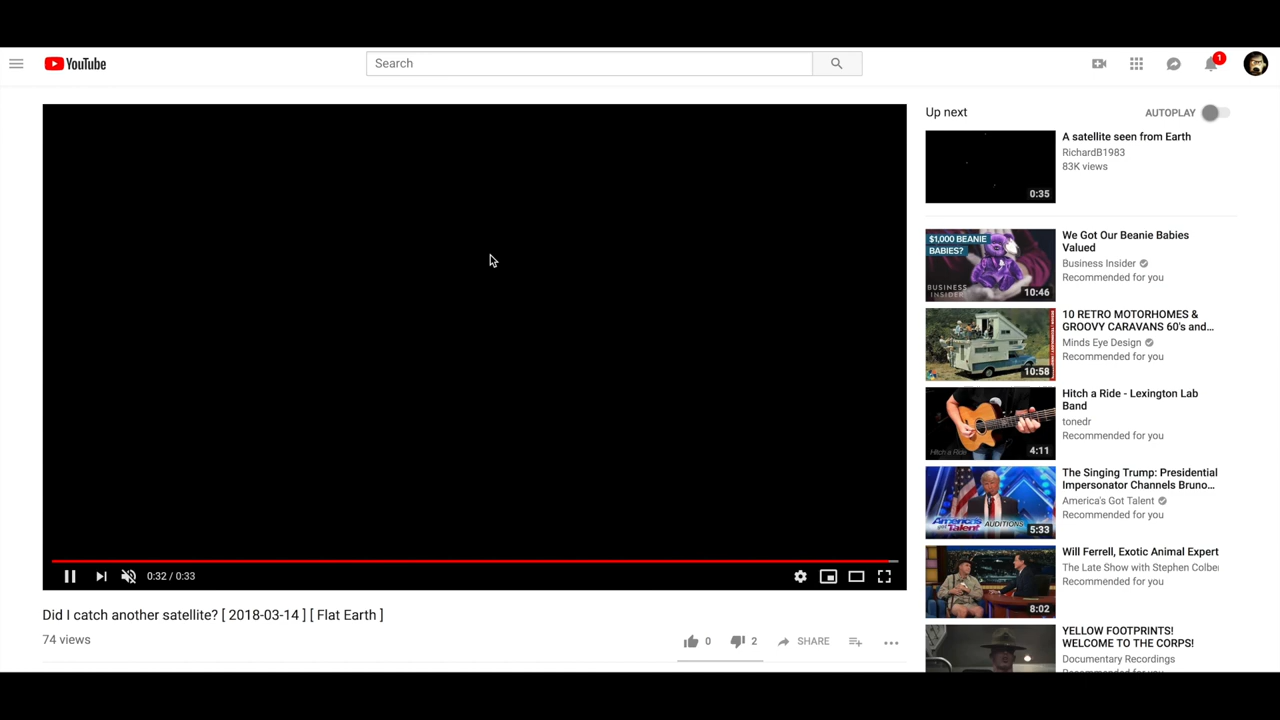 YouTube
Search
1
Up next
AUTOPLAY
A satellite seen from Earth
RichardB1983
83K views
0:35
$1,000 BEANIE
BABIES?
BUSINESS
INSIDER
10:46
We Got Our Beanie Babies
Valued
Business Insider
Recommended for you
10:58
10 RETRO MOTORHOMES &
GROOVY CARAVANS 60's and...
Minds Eye Design
Recommended for you
Hitch a Ride
4:11
Hitch a Ride - Lexington Lab
Band
tonedr
Recommended for you
America's
got Talent
AUDITIONS
5:33
The Singing Trump: Presidential
Impersonator Channels Bruno...
America's Got Talent
Recommended for you
8:02
Will Ferrell, Exotic Animal Expert
The Late Show with Stephen Colbe
Recommended for you
YELLOW FOOTPRINTS!
WELCOME TO THE CORPS!
Documentary Recordings
Recommended for you
0:32 / 0:33
Did I catch another satellite? [ 2018-03-14 ] [ Flat Earth ]
74 views
0
2
SHARE